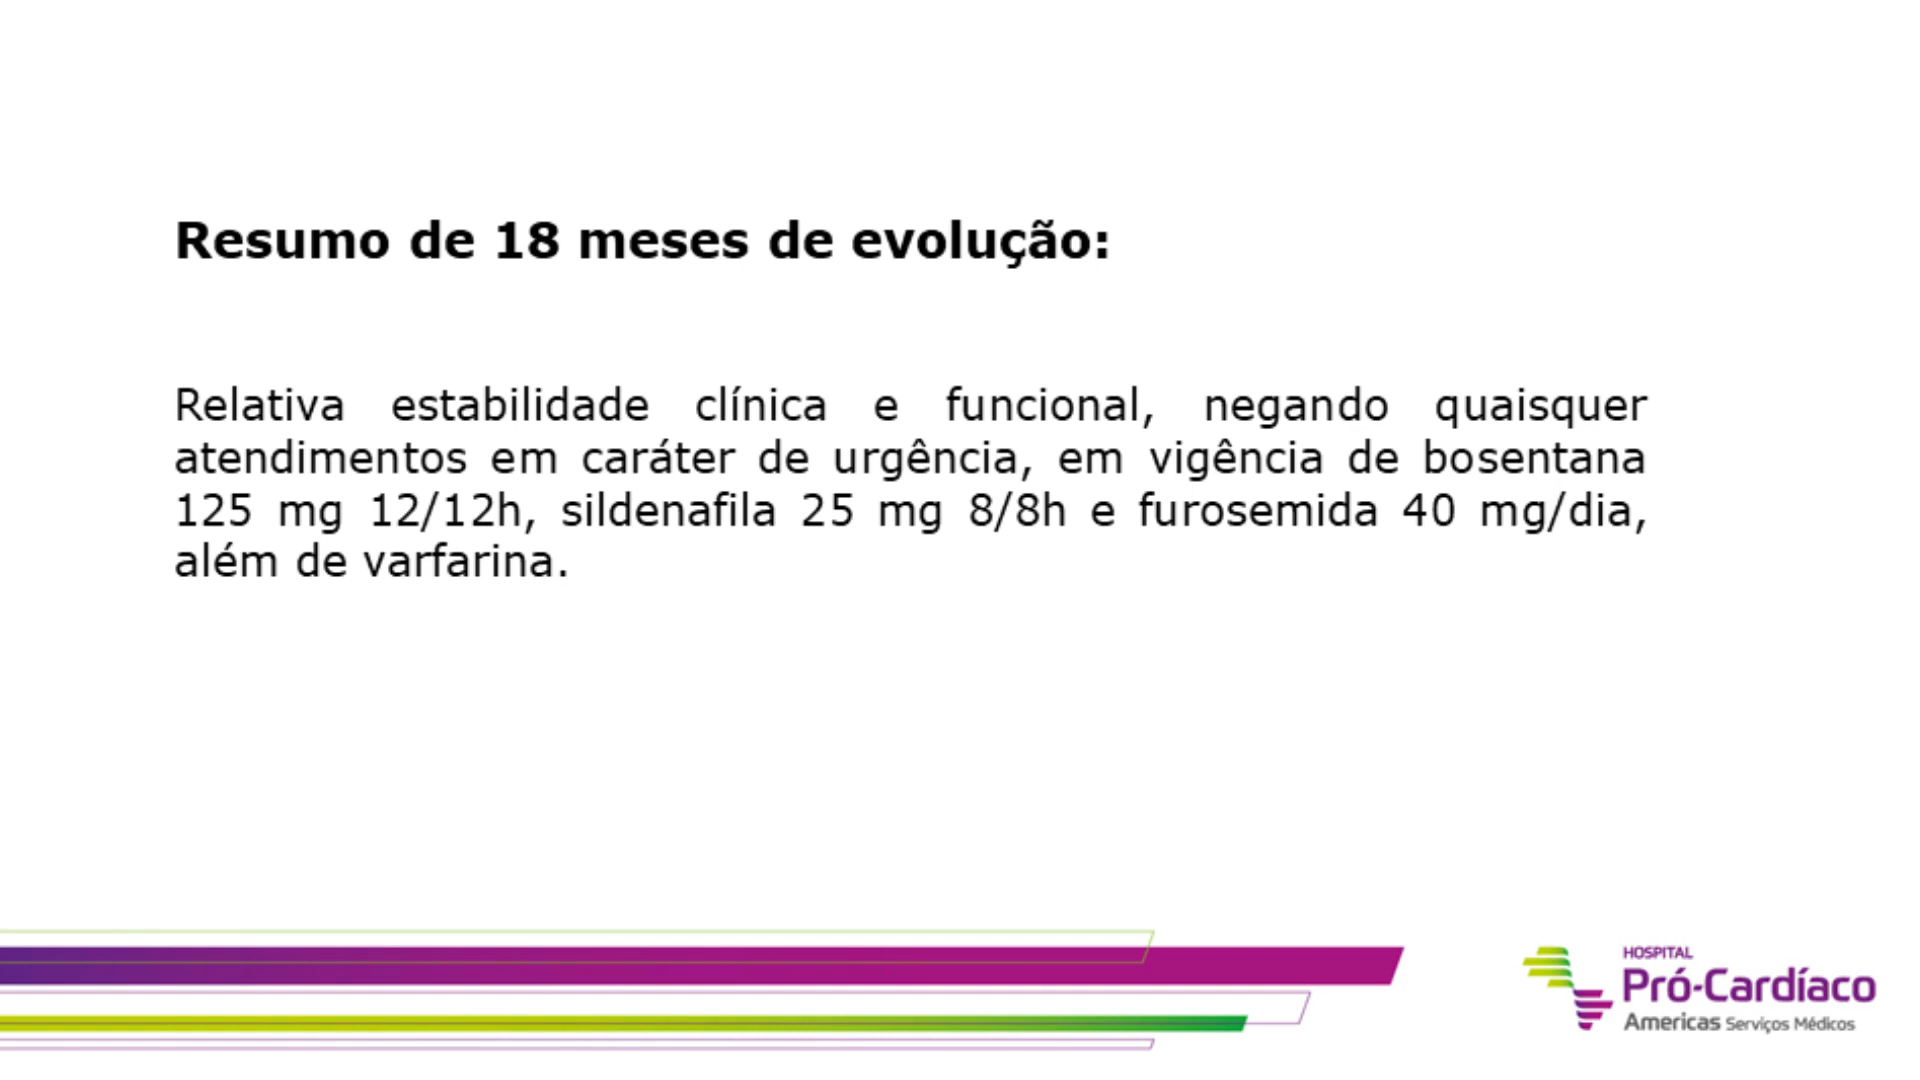 Resumo de 18 meses de evolução:
Relativa estabilidade clínica e funcional, negando quaisquer
atendimentos em caráter de urgência, em vigência de bosentana
125 mg 12/12h, sildenafila 25 mg 8/8h e furosemida 40 mg/dia,
além de varfarina.
HOSPITAL
Pró-Cardíaco
Americas Serviços Médicos